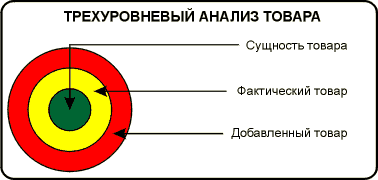 ТРЕХУРОВНЕВЫЙ АНАЛИЗ ТОВАРА
Сущность товара
Фактический товар
Добавленный товар